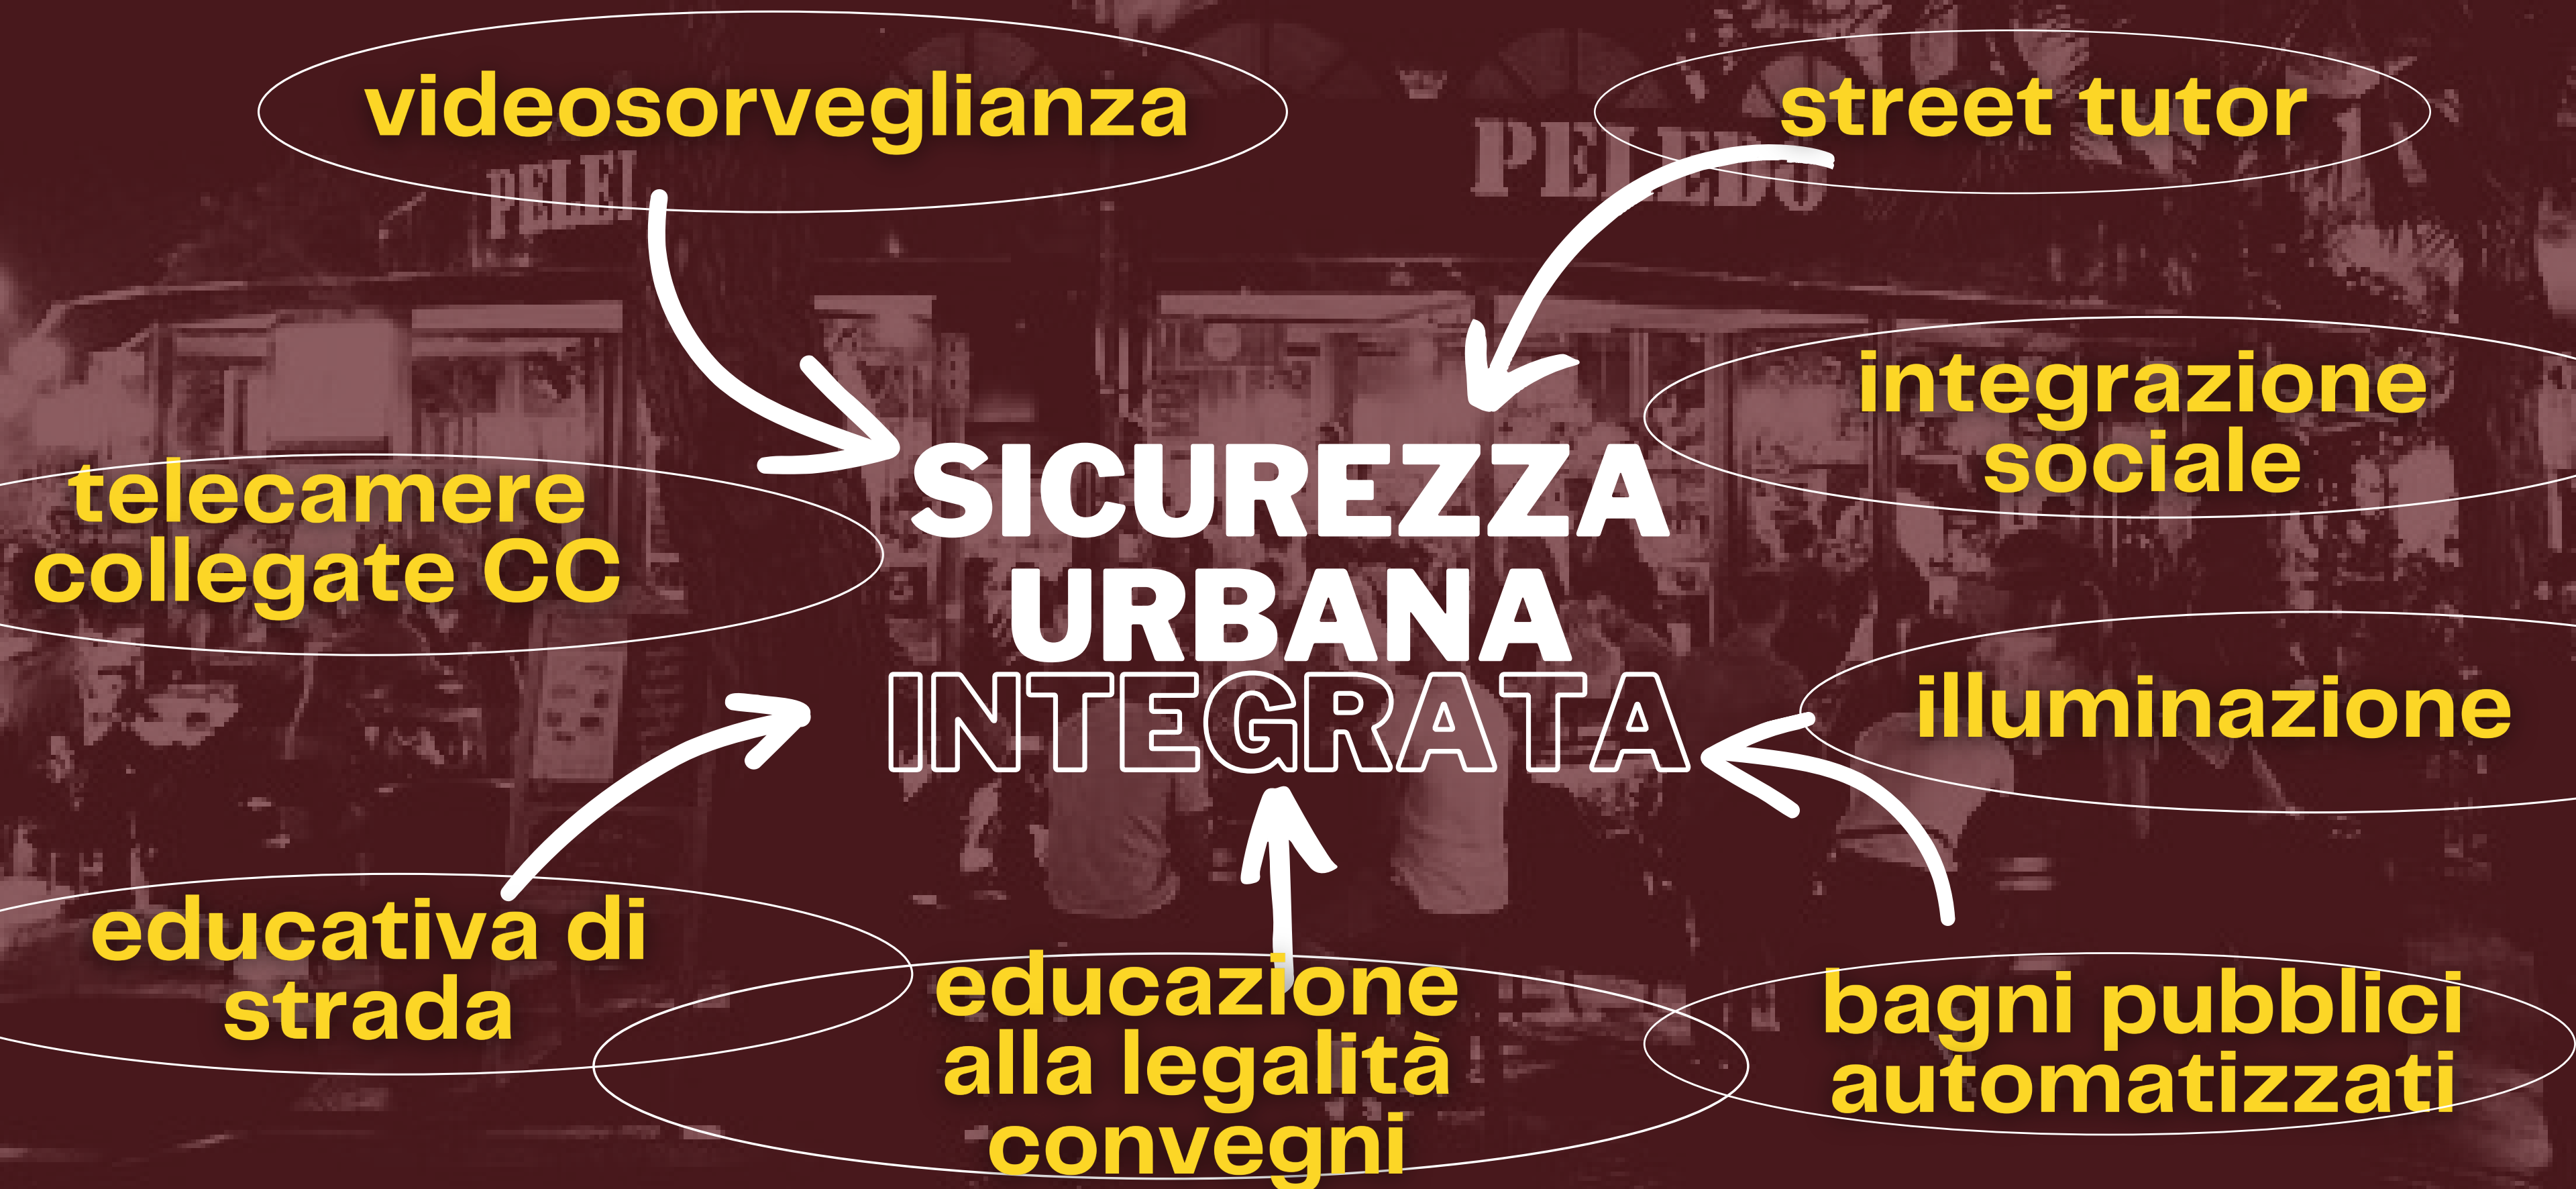 videosorveglianza
street tutor
PELEDU
integrazione
sociale
telecamere
collegate CC
SICUREZZA
URBANA
INTEGRATA
illuminazione
educativa di
strada
educazione
alla legalità
convegni
bagni pubblici
automatizzati